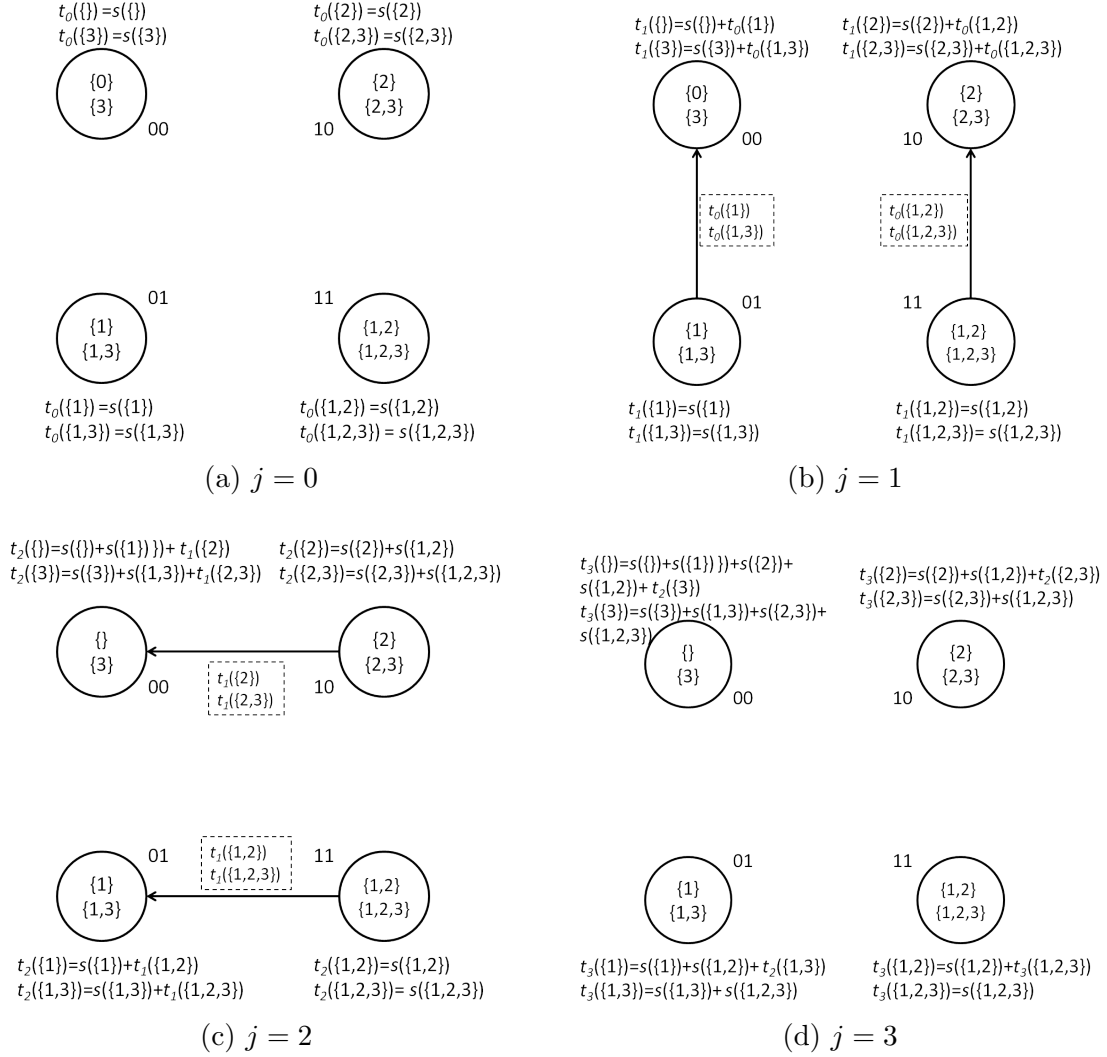 t₀({}) =s({})
t₀({3}) =s({3})
{0}
{3}
00
t₀({2}) =s({2})
t₀({2,3}) =s({2,3})
{2}
{2,3}
10
01
{1}
{1,3}
t₀({1}) =s({1})
t₀({1,3}) =s({1,3})
11
{1,2}
{1,2,3}
t₀({1,2}) =s({1,2})
t₀({1,2,3}) = s({1,2,3})
(a) j = 0
t₁({})=s({})+t₀({1})
t₁({3})=s({3})+t₀({1,3})
{0}
{3}
00
t₁({2})=s({2})+t₀({1,2})
t₁({2,3})=s({2,3})+t₀({1,2,3})
{2}
{2,3}
10
t₀({1})
t₀({1,3})
t₀({1,2})
t₀({1,2,3})
01
{1}
{1,3}
t₁({1})=s({1})
t₁({1,3})=s({1,3})
11
{1,2}
{1,2,3}
t₁({1,2})=s({1,2})
t₁({1,2,3})= s({1,2,3})
(b) j = 1
t₂({})=s({})+s({1}) })+ t₁({2})
t₂({3})=s({3})+s({1,3})+t₁({2,3})
{}
{3}
00
t₂({2})=s({2})+s({1,2})
t₂({2,3})=s({2,3})+s({1,2,3})
{2}
{2,3}
10
t₁({2})
t₁({2,3})
t₁({1,2})
t₁({1,2,3})
01
{1}
{1,3}
t₂({1})=s({1})+t₁({1,2})
t₂({1,3})=s({1,3})+t₁({1,2,3})
11
{1,2}
{1,2,3}
t₂({1,2})=s({1,2})
t₂({1,2,3})= s({1,2,3})
(c) j = 2
t₃({})=s({})+s({1}) })+s({2})+
s({1,2})+ t₂({3})
t₃({3})=s({3})+s({1,3})+s({2,3})+
s({1,2,3})
{}
{3}
00
t₃({2})=s({2})+s({1,2})+t₂({2,3})
t₃({2,3})=s({2,3})+s({1,2,3})
{2}
{2,3}
10
01
{1}
{1,3}
t₃({1})=s({1})+s({1,2})+ t₂({1,3})
t₃({1,3})=s({1,3})+ s({1,2,3})
11
{1,2}
{1,2,3}
t₃({1,2})=s({1,2})+t₃({1,2,3})
t₃({1,2,3})=s({1,2,3})
(d) j = 3